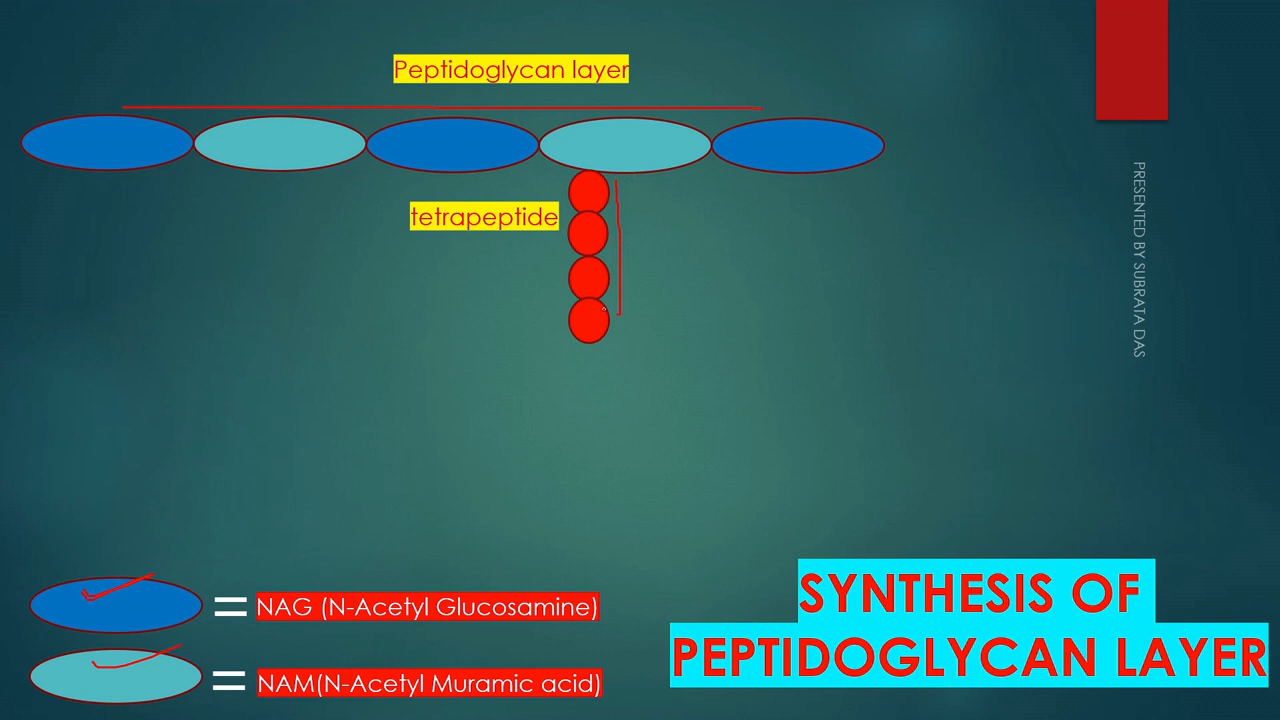 Peptidoglycan layer
tetrapeptide
PRESENTED BY SUBRATA DAS
= NAG (N-Acetyl Glucosamine)
= NAM(N-Acetyl Muramic acid)
SYNTHESIS OF
PEPTIDOGLYCAN LAYER